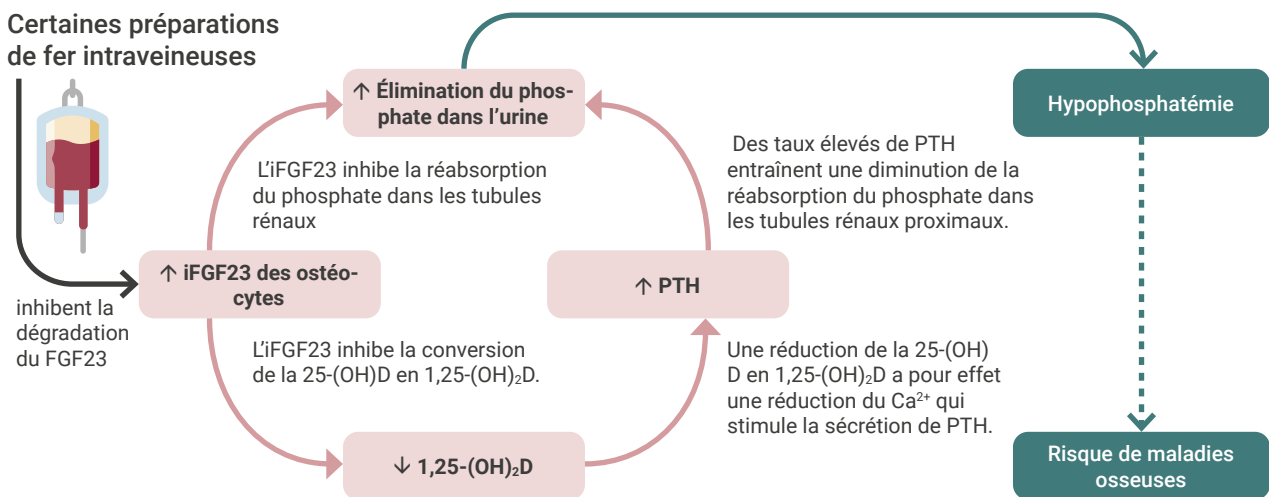 Certaines préparations
de fer intraveineuses
↑ Élimination du phos-
phate dans l'urine
Hypophosphatémie
L'iFGF23 inhibe la réabsorption
du phosphate dans les tubules
rénaux
Des taux élevés de PTH
entraînent une diminution de la
réabsorption du phosphate dans
les tubules rénaux proximaux.
↑ iFGF23 des ostéo-
cytes
↑ PTH
inhibent la
dégradation
du FGF23
L'iFGF23 inhibe la conversion
de la 25-(OH)D en 1,25-(OH)₂D.
Une réduction de la 25-(OH)
D en 1,25-(OH)₂D a pour effet
une réduction du Ca²⁺ qui
stimule la sécrétion de PTH.
↓ 1,25-(OH)₂D
Risque de maladies
osseuses